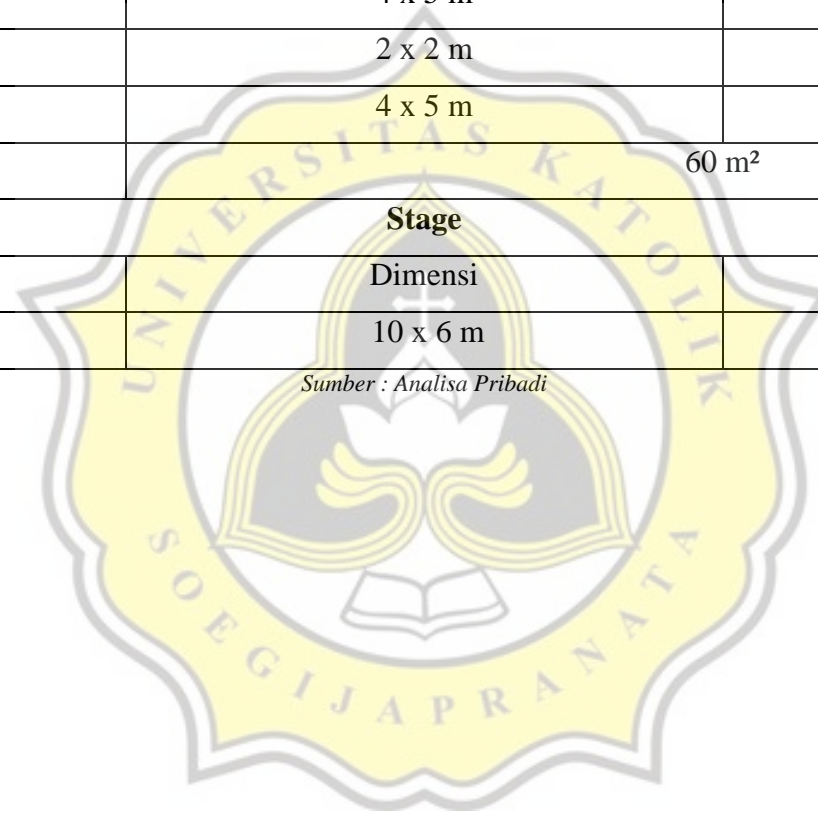 2 x 2 m
4 x 5 m
60 m²
Stage
Dimensi
10 x 6 m
Sumber : Analisa Pribadi
UNIVERSITAS KATOLIK
SOEGIJAPRANATA